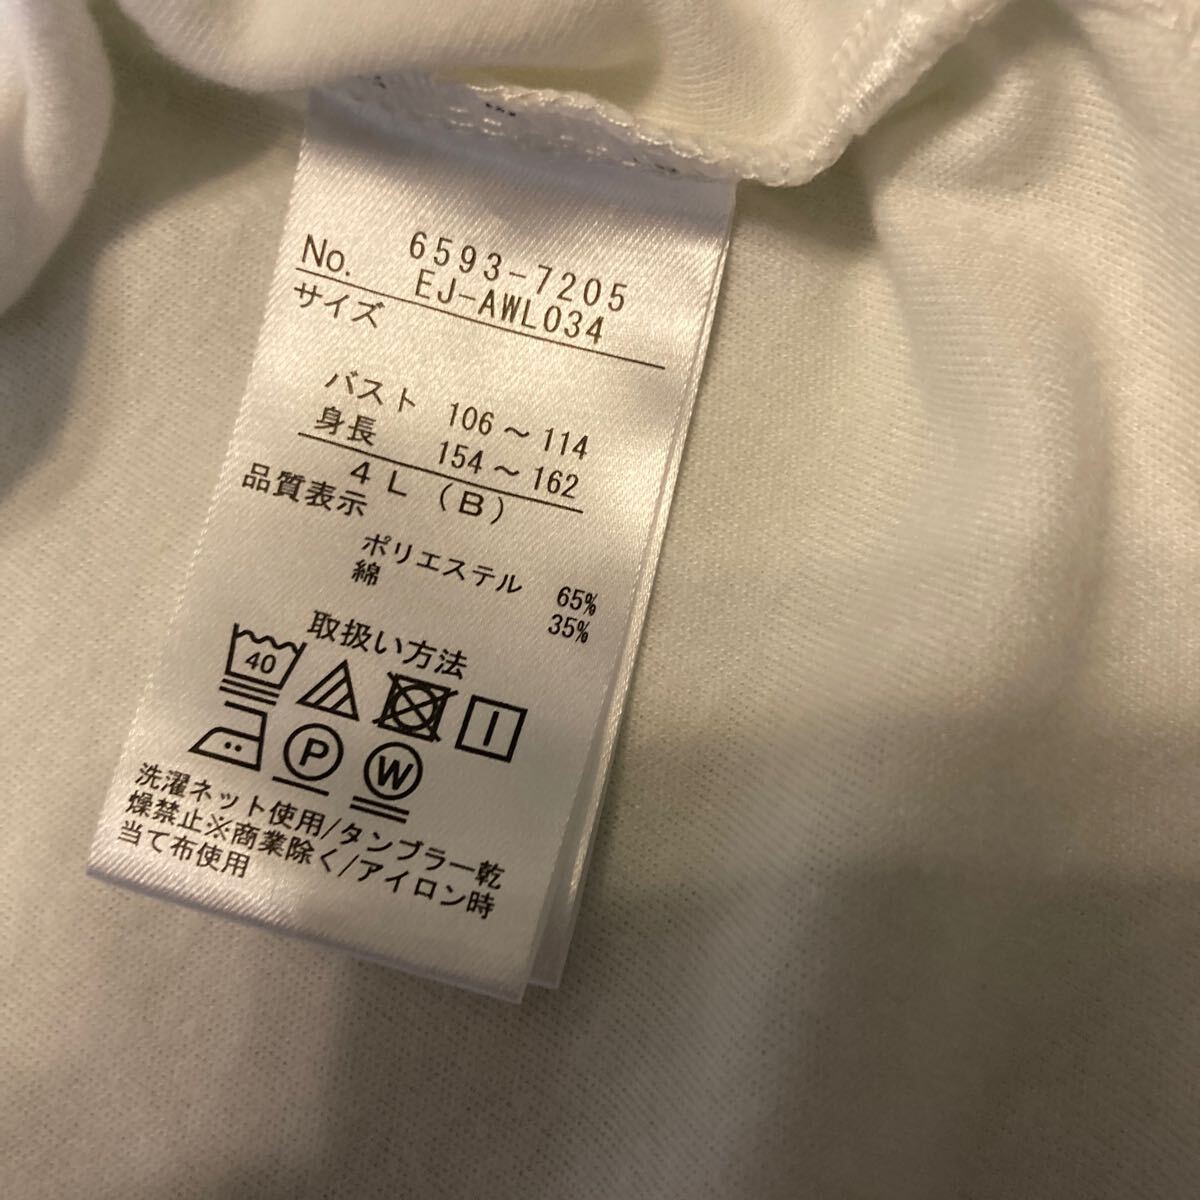 No. 6593-7205
EJ-AWL034
サイズ
バスト 106～114
身長 154～162
4L(B)
品質表示
ポリエステル 65%
綿 35%
取扱い方法
40
P W
洗濯ネット使用/タンブラー乾
燥禁止※商業除く/アイロン時
当て布使用